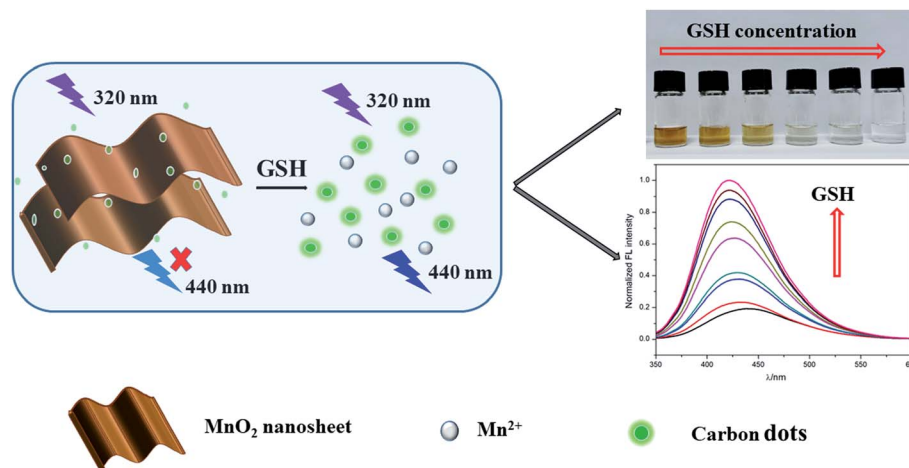 320 nm
GSH
440 nm
320 nm
440 nm
GSH concentration
GSH
Normalized FL intensity
1.0
0.8
0.6
0.4
0.2
0.0
350
400
450
500
550
λ/nm
MnO₂ nanosheet
Mn²⁺
Carbon dots